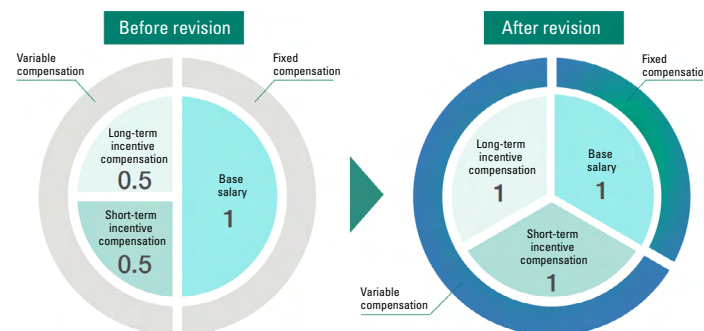 Before revision
Variable
compensation
Fixed
compensation
Long-term
incentive
compensation
0.5
Short-term
incentive
compensation
0.5
Base
salary
1
After revision
Fixed
compensatio
Long-term
incentive
compensation
1
Base
salary
1
Short-term
incentive
compensation
1
Variable
compensation